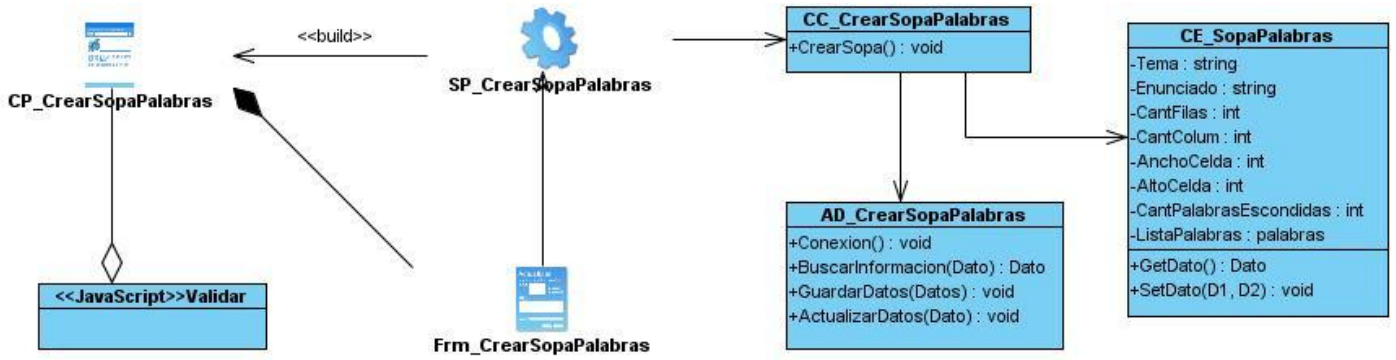 CP_CrearSopaPalabras
<<build>>
SP_CrearSopaPalabras
<<JavaScript>>Validar
Frm_CrearSopaPalabras
CC_CrearSopaPalabras
+CrearSopa() : void
AD_CrearSopaPalabras
+Conexion() : void
+BuscarInformacion(Dato) : Dato
+GuardarDatos(Datos) : void
+ActualizarDatos(Dato) : void
CE_SopaPalabras
-Tema : string
-Enunciado : string
-CantFilas : int
-CantColum : int
-AnchoCelda : int
-AltoCelda : int
-CantPalabrasEscondidas : int
-ListaPalabras : palabras
+GetDato() : Dato
+SetDato(D1, D2) : void